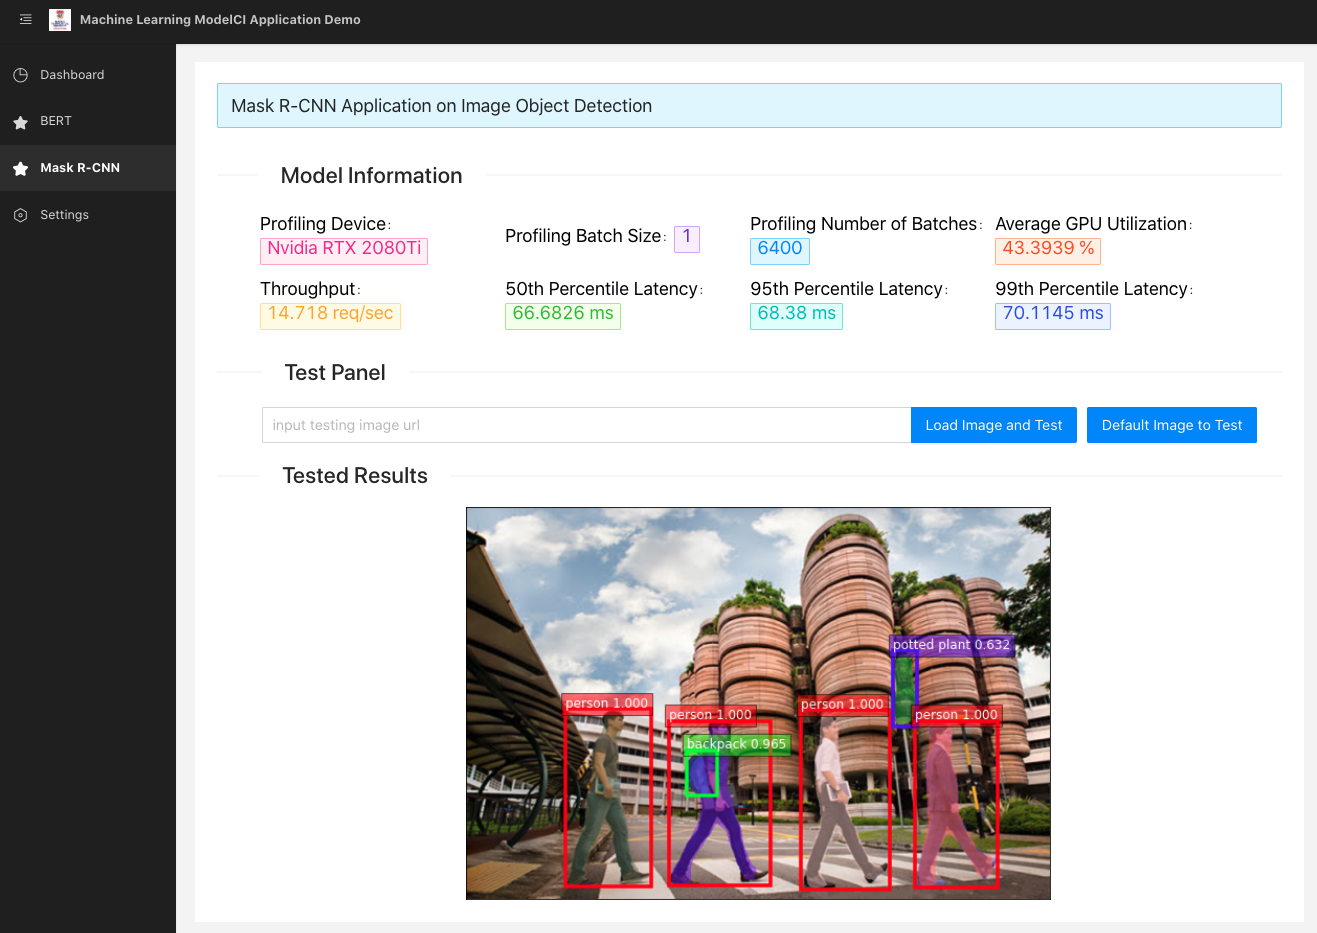 Machine Learning ModelCI Application Demo
Dashboard
BERT
Mask R-CNN
Settings
Mask R-CNN Application on Image Object Detection
Model Information
Profiling Device:
Nvidia RTX 2080Ti
Profiling Batch Size: 1
Profiling Number of Batches:
6400
Average GPU Utilization:
43.3939 %
Throughput:
14.718 req/sec
50th Percentile Latency:
66.6826 ms
95th Percentile Latency:
68.38 ms
99th Percentile Latency:
70.1145 ms
Test Panel
input testing image url
Load Image and Test
Default Image to Test
Tested Results
potted plant 0.632
person 1.000
person 1.000
person 1.000
person 1.000
backpack 0.965